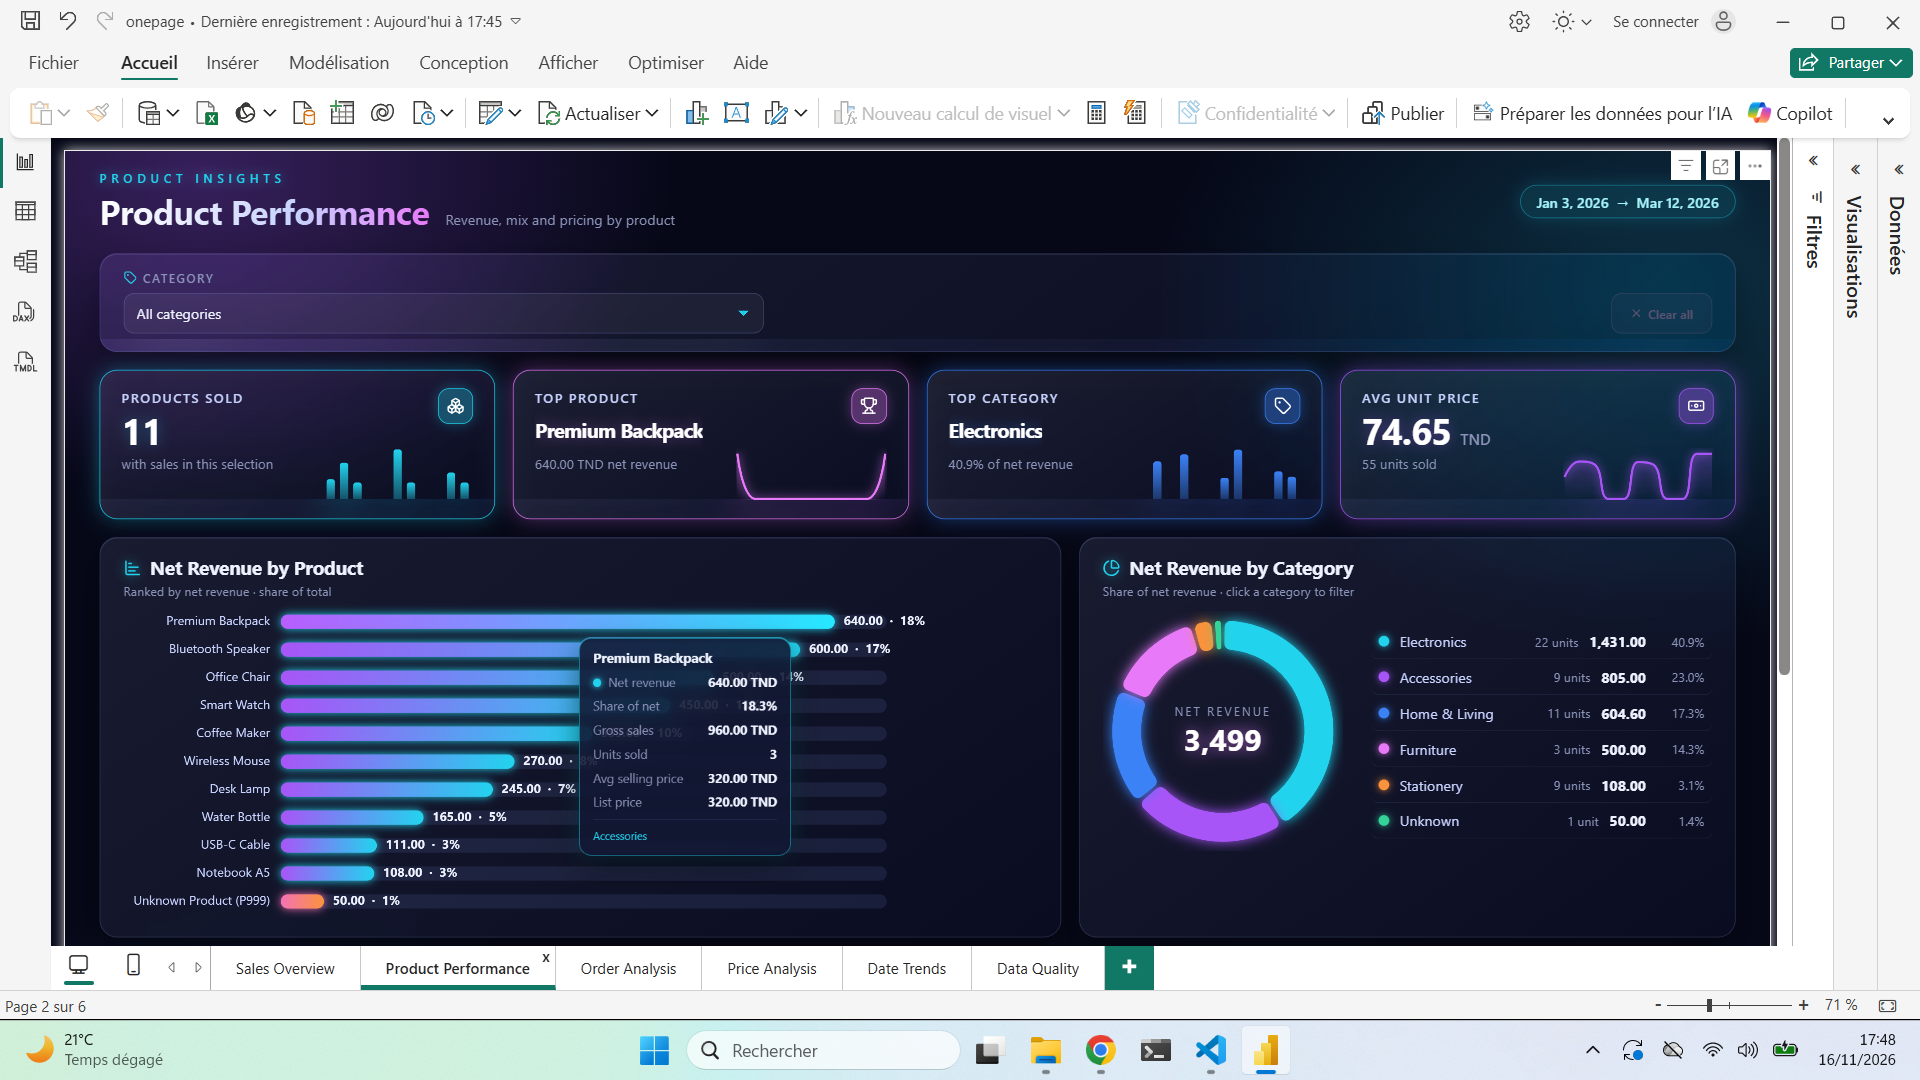 onepage • Dernière enregistrement : Aujourd'hui à 17:45
Se connecter
Fichier
Accueil
Insérer
Modélisation
Conception
Afficher
Optimiser
Aide
Partager
Actualiser
Nouveau calcul de visuel
Confidentialité
Publier
Préparer les données pour l'IA
Copilot
DAX
TMDL
PRODUCT INSIGHTS
Product Performance
Revenue, mix and pricing by product
Jan 3, 2026 → Mar 12, 2026
CATEGORY
All categories
✕ Clear all
PRODUCTS SOLD
11
with sales in this selection
TOP PRODUCT
Premium Backpack
640.00 TND net revenue
TOP CATEGORY
Electronics
40.9% of net revenue
AVG UNIT PRICE
74.65 TND
55 units sold
Net Revenue by Product
Ranked by net revenue · share of total
Premium Backpack 640.00 · 18%
Bluetooth Speaker 600.00 · 17%
Office Chair 14%
Smart Watch 450.00 ·
Coffee Maker 10%
Wireless Mouse 270.00 · 8%
Desk Lamp 245.00 · 7%
Water Bottle 165.00 · 5%
USB-C Cable 111.00 · 3%
Notebook A5 108.00 · 3%
Unknown Product (P999) 50.00 · 1%
Premium Backpack
Net revenue 640.00 TND
Share of net 18.3%
Gross sales 960.00 TND
Units sold 3
Avg selling price 320.00 TND
List price 320.00 TND
Accessories
Net Revenue by Category
Share of net revenue · click a category to filter
NET REVENUE
3,499
Electronics 22 units 1,431.00 40.9%
Accessories 9 units 805.00 23.0%
Home & Living 11 units 604.60 17.3%
Furniture 3 units 500.00 14.3%
Stationery 9 units 108.00 3.1%
Unknown 1 unit 50.00 1.4%
Filtres
Visualisations
Données
Sales Overview
Product Performance x
Order Analysis
Price Analysis
Date Trends
Data Quality
Page 2 sur 6
- + 71 %
21°C
Temps dégagé
Rechercher
17:48
16/11/2026